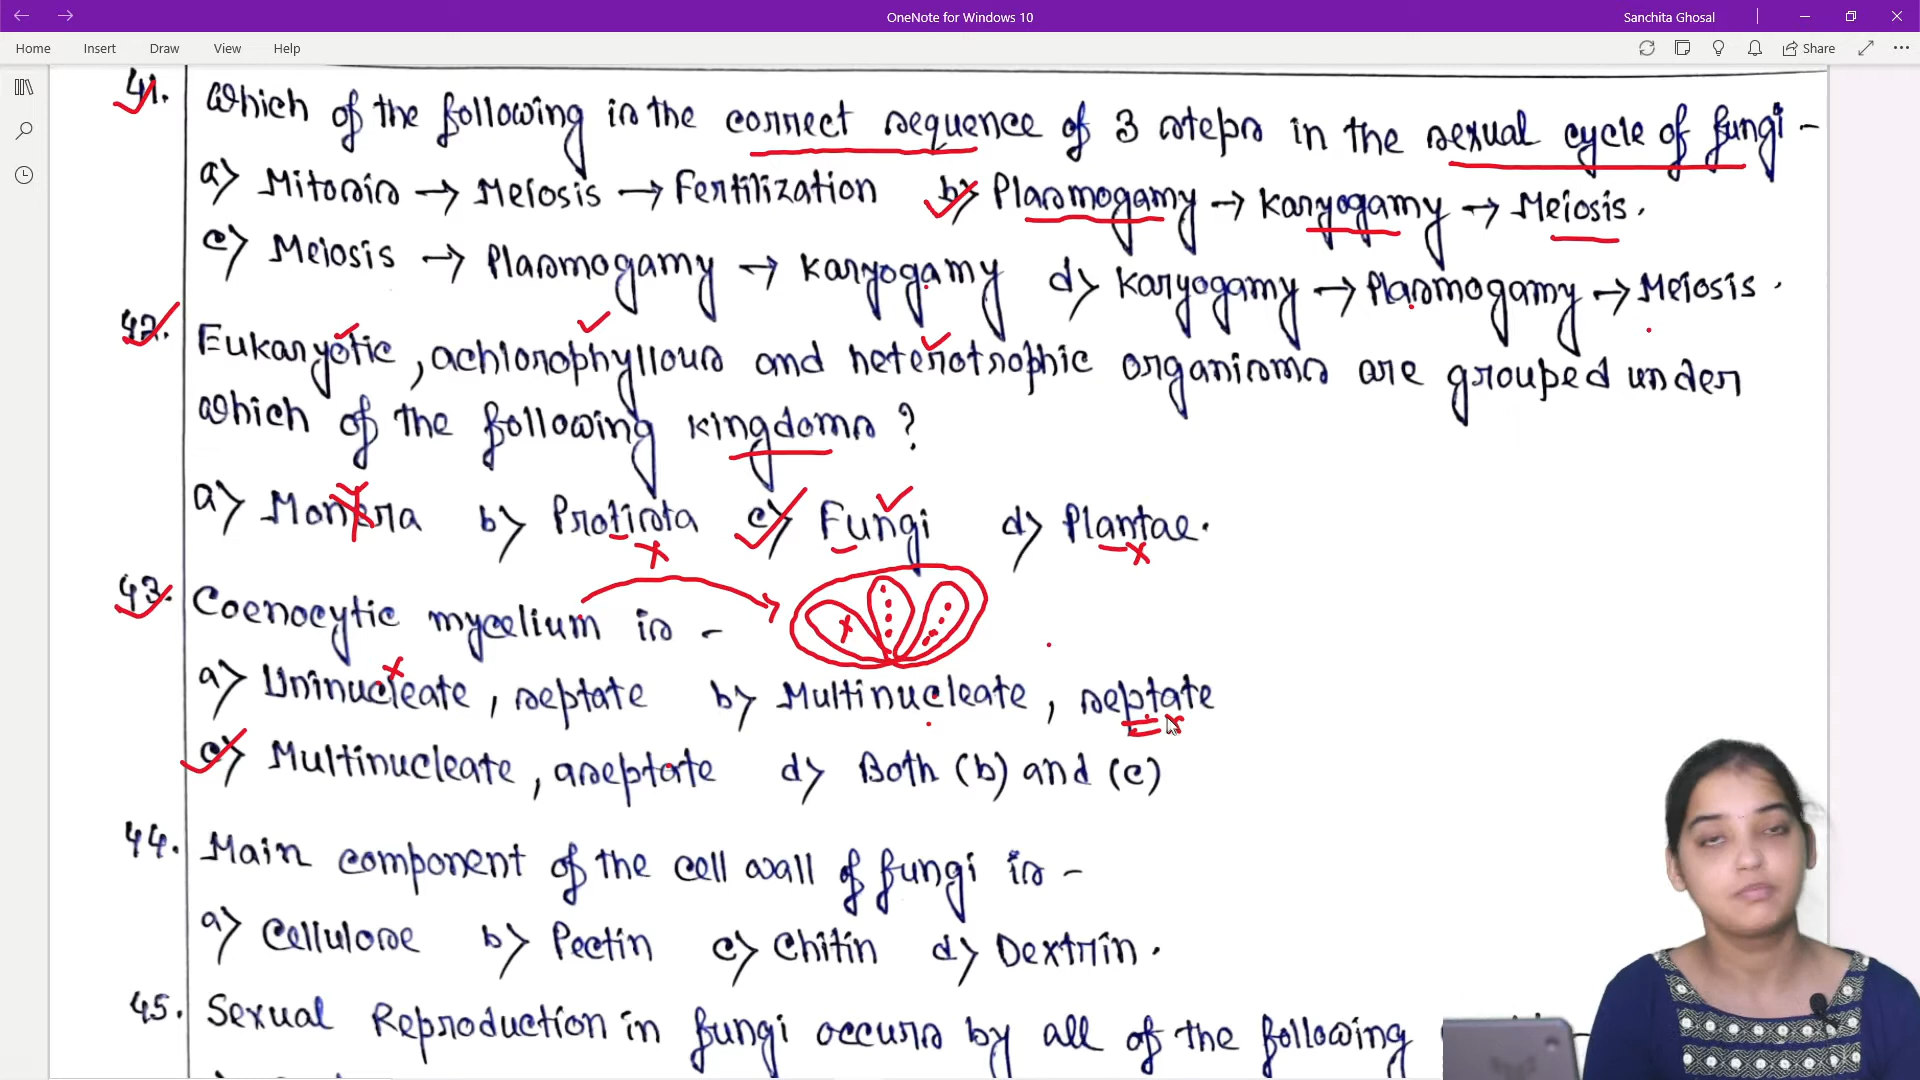 OneNote for Windows 10
Sanchita Ghosal
Home Insert Draw View Help
Share
41. Which of the following is the correct sequence of 3 steps in the sexual cycle of fungi -
a) Mitosis → Meiosis → Fertilization b) Plasmogamy → Karyogamy → Meiosis.
c) Meiosis → Plasmogamy → Karyogamy d) Karyogamy → Plasmogamy → Meiosis.
42. Eukaryotic, achlorophyllous and heterotrophic organisms are grouped under
which of the following kingdoms?
a) Monera b) Protista c) Fungi d) Plantae.
43. Coenocytic mycelium is -
a) Uninucleate, septate b) Multinucleate, septate
c) Multinucleate, aseptate d) Both (b) and (c)
44. Main component of the cell wall of fungi is -
a) Cellulose b) Pectin c) Chitin d) Dextrin.
45. Sexual Reproduction in fungi occurs by all of the following